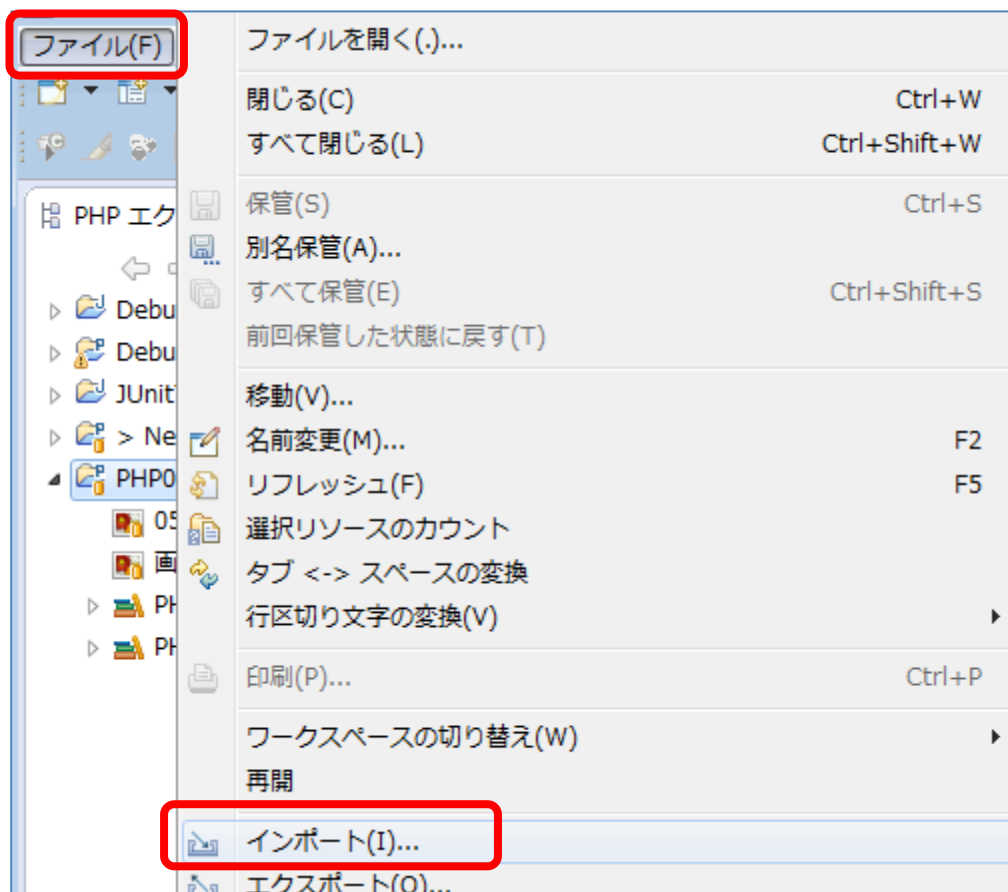 ファイル(F)
ファイルを開く(.)...
閉じる(C) Ctrl+W
すべて閉じる(L) Ctrl+Shift+W
保管(S) Ctrl+S
別名保管(A)...
すべて保管(E) Ctrl+Shift+S
前回保管した状態に戻す(T)
移動(V)...
名前変更(M)... F2
リフレッシュ(F) F5
選択リソースのカウント
タブ <-> スペースの変換
行区切り文字の変換(V)
印刷(P)... Ctrl+P
ワークスペースの切り替え(W)
再開
インポート(I)...
エクスポート(O)...
PHP エク
Debu
Debu
JUnit
> Ne
PHP0
05
画
PH
PH